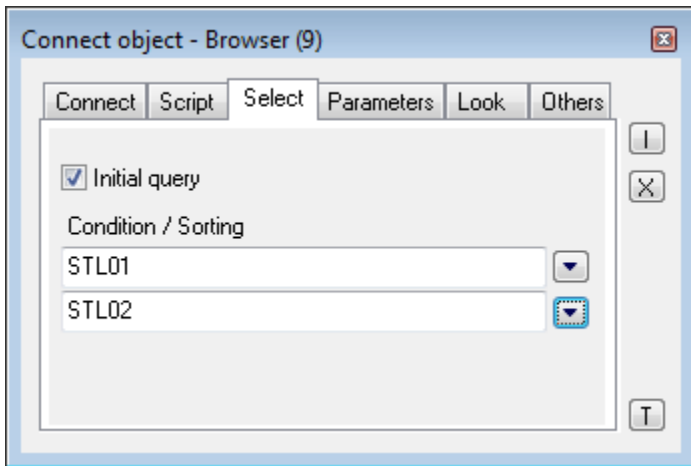 Connect object - Browser (9)
Connect Script Select Parameters Look Others
I
Initial query
X
Condition / Sorting
STL01
STL02
T